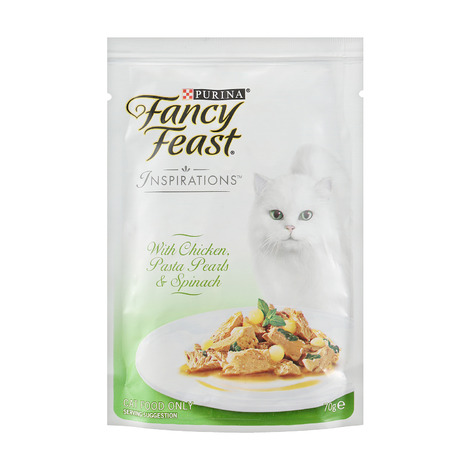 PURINA®
Fancy
Feast®
INSPIRATIONS™
With Chicken,
Pasta Pearls
& Spinach
CAT FOOD ONLY
SERVING SUGGESTION
70g℮